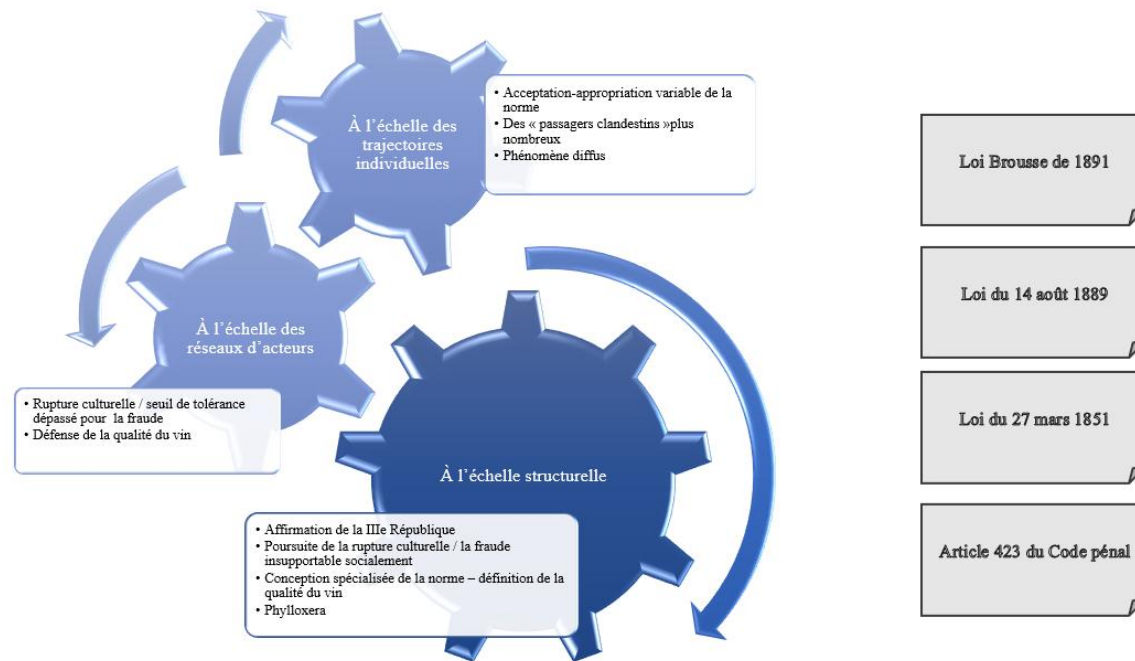 À l'échelle des
trajectoires
individuelles
• Acceptation-appropriation variable de la
norme
• Des « passagers clandestins »plus
nombreux
• Phénomène diffus
À l'échelle des
réseaux d'acteurs
• Rupture culturelle / seuil de tolérance
dépassé pour la fraude
• Défense de la qualité du vin
À l'échelle structurelle
• Affirmation de la IIIe République
• Poursuite de la rupture culturelle / la fraude
insupportable socialement
• Conception spécialisée de la norme – définition de la
qualité du vin
• Phylloxera
Loi Brousse de 1891
Loi du 14 août 1889
Loi du 27 mars 1851
Article 423 du Code pénal